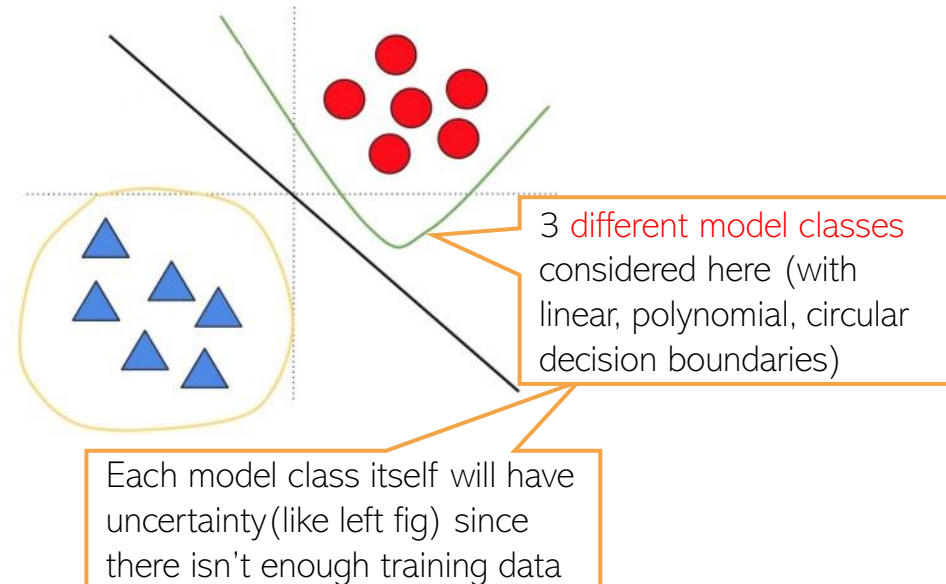 3 different model classes
considered here (with
linear, polynomial, circular
decision boundaries)
Each model class itself will have
uncertainty(like left fig) since
there isn't enough training data